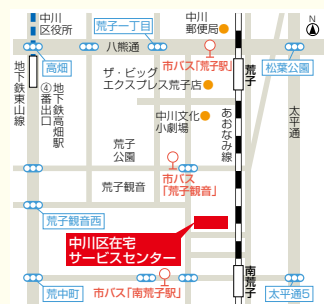 中川
区役所
荒子一丁目
中川
郵便局
N
八熊通
市バス「荒子駅」
高畑
松葉公園
ザ・ビッグ
エクスプレス荒子店
荒子
地下鉄東山線
地下鉄高畑駅
④番出口
中川文化
小劇場
あおなみ線
太平通
荒子
公園
荒子観音
市バス
「荒子観音」
荒子観音西
中川区在宅
サービスセンター
南荒子
荒中町
市バス「南荒子駅」
太平通5